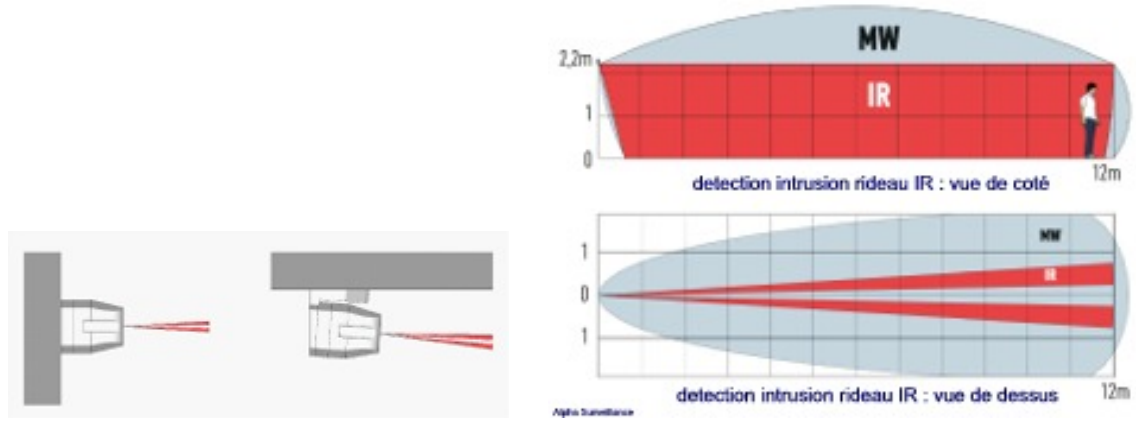 MW
2,2m
IR
1
0
12m
detection intrusion rideau IR : vue de coté
1
MW
IR
0
1
12m
detection intrusion rideau IR : vue de dessus
Alpha Surveillance